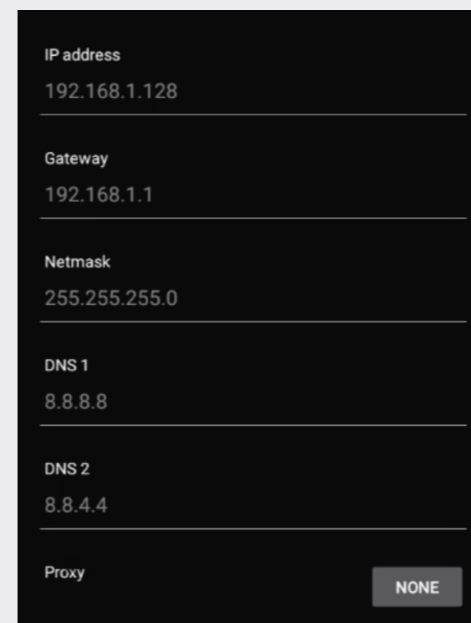 IP address
192.168.1.128
Gateway
192.168.1.1
Netmask
255.255.255.0
DNS 1
8.8.8.8
DNS 2
8.8.4.4
Proxy
NONE